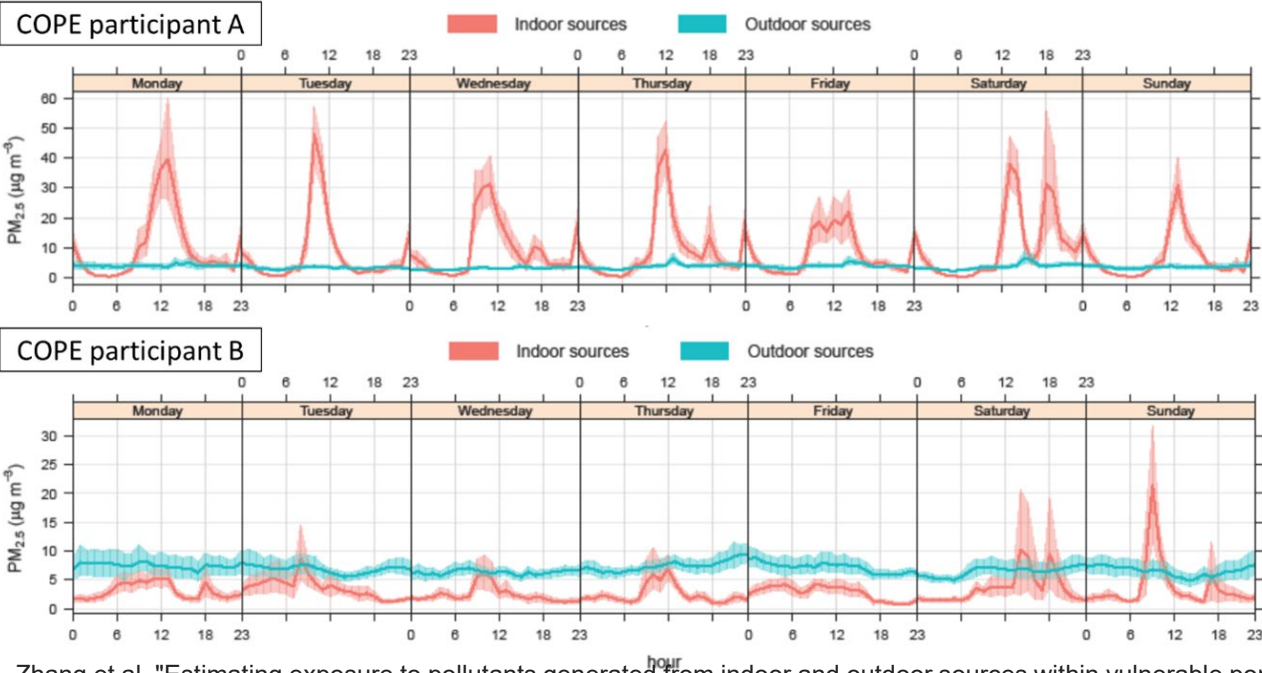 COPE participant A
Indoor sources Outdoor sources
0 6 12 18 23 0 6 12 18 23 0 6 12 18 23
Monday Tuesday Wednesday Thursday Friday Saturday Sunday
60
50
40
30
20
10
0
PM2.5 (μg m−3)
0 6 12 18 23 0 6 12 18 23 0 6 12 18 23 0 6 12 18 23
COPE participant B
Indoor sources Outdoor sources
0 6 12 18 23 0 6 12 18 23 0 6 12 18 23
Monday Tuesday Wednesday Thursday Friday Saturday Sunday
30
25
20
15
10
5
0
PM2.5 (μg m−3)
0 6 12 18 23 0 6 12 18 23 0 6 12 18 23 0 6 12 18 23
hour
Zhang et al. "Estimating exposure to pollutants generated from indoor and outdoor sources within vulnerable